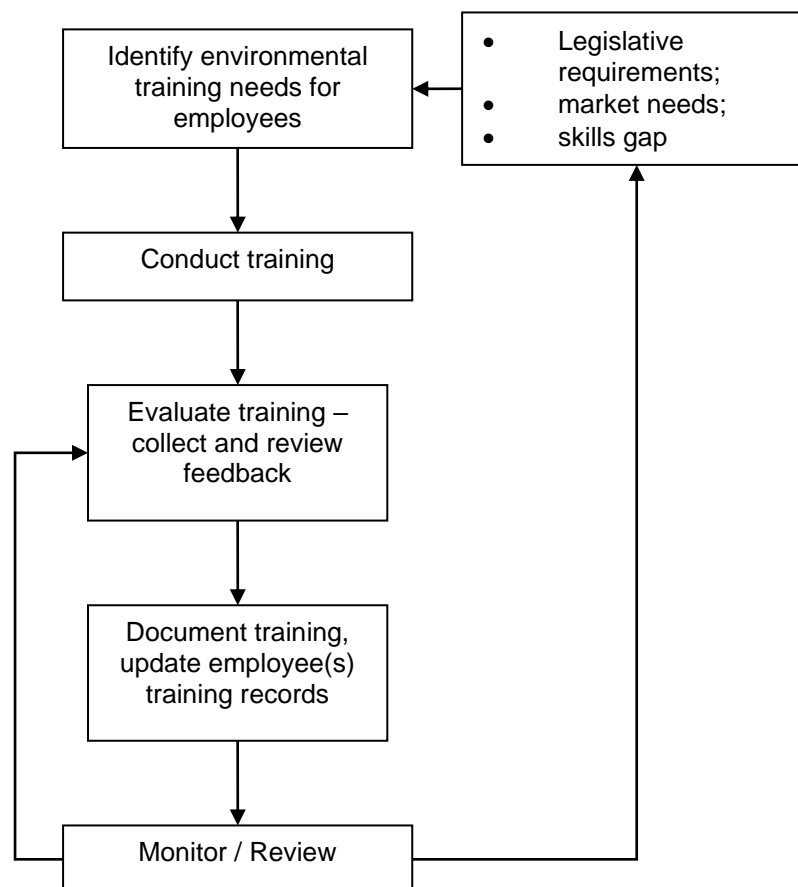 Identify environmental
training needs for
employees
• Legislative
requirements;
• market needs;
• skills gap
Conduct training
Evaluate training –
collect and review
feedback
Document training,
update employee(s)
training records
Monitor / Review